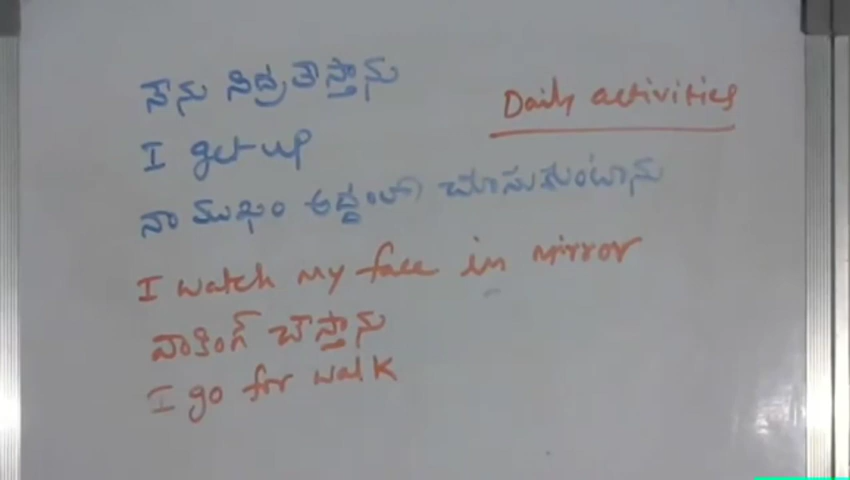 నేను నిద్రలేస్తాను
Daily activities
I get up
నా ముఖం అద్దంలో చూసుకుంటాను
I watch my face in mirror
వాకింగ్ చేస్తాను
I go for walk